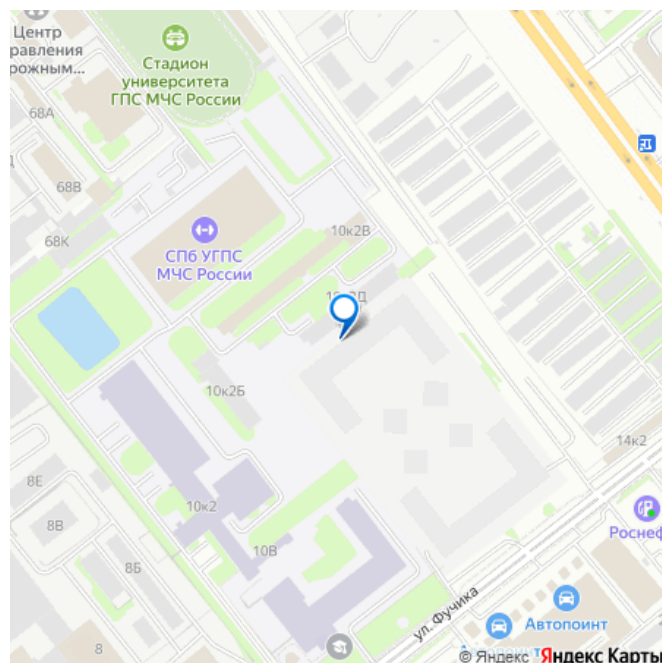 Центр
равления
рожным...
Стадион
университета
ГПС МЧС России
68А
68В
68К
10к2В
СПб УГПС
МЧС России
10к2Б
14к2
8Е
10к2
Роснеф
8В
10В
8Б
ул. Фучика
Автопоинт
8
© Яндекс Яндекс Карты